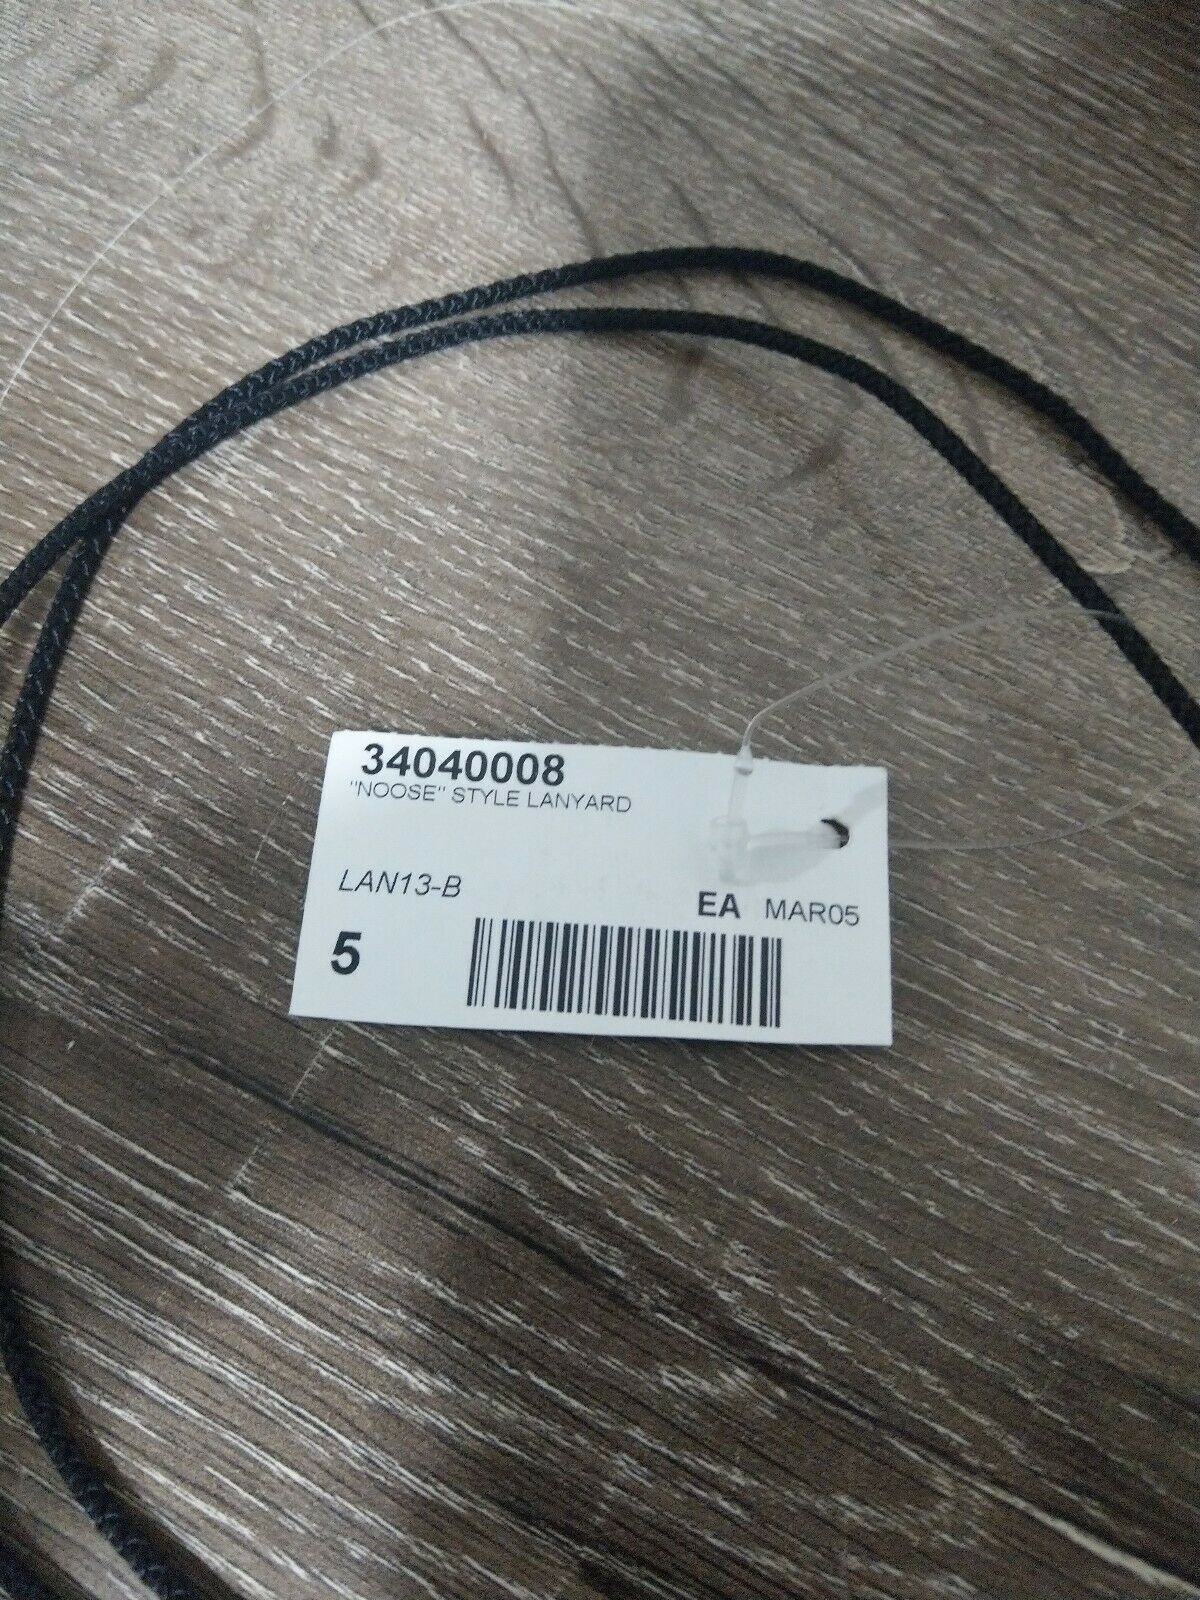 34040008
"NOOSE" STYLE LANYARD
LAN13-B
EA MAR05
5